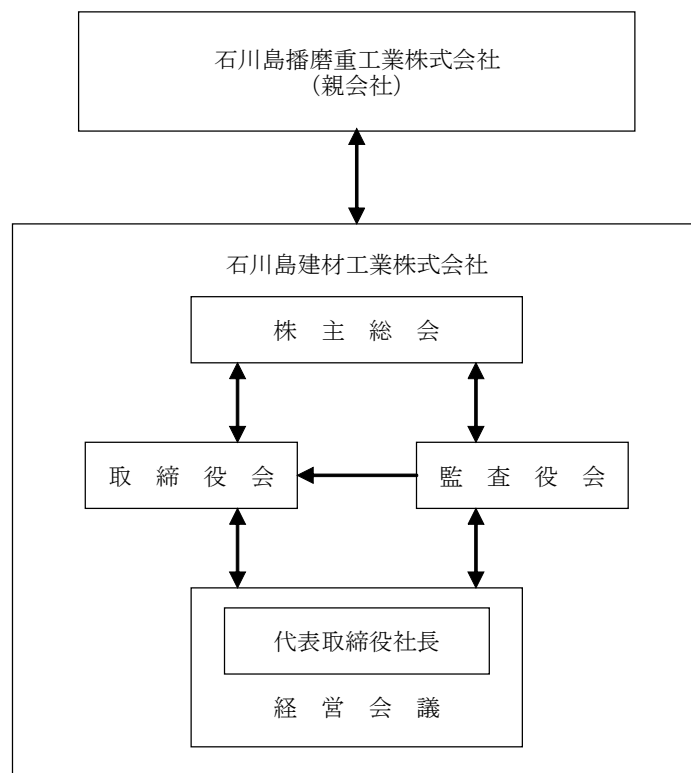 石川島播磨重工業株式会社
（親会社）
石川島建材工業株式会社
株　主　総　会
取　締　役　会
監　査　役　会
代表取締役社長
経　営　会　議